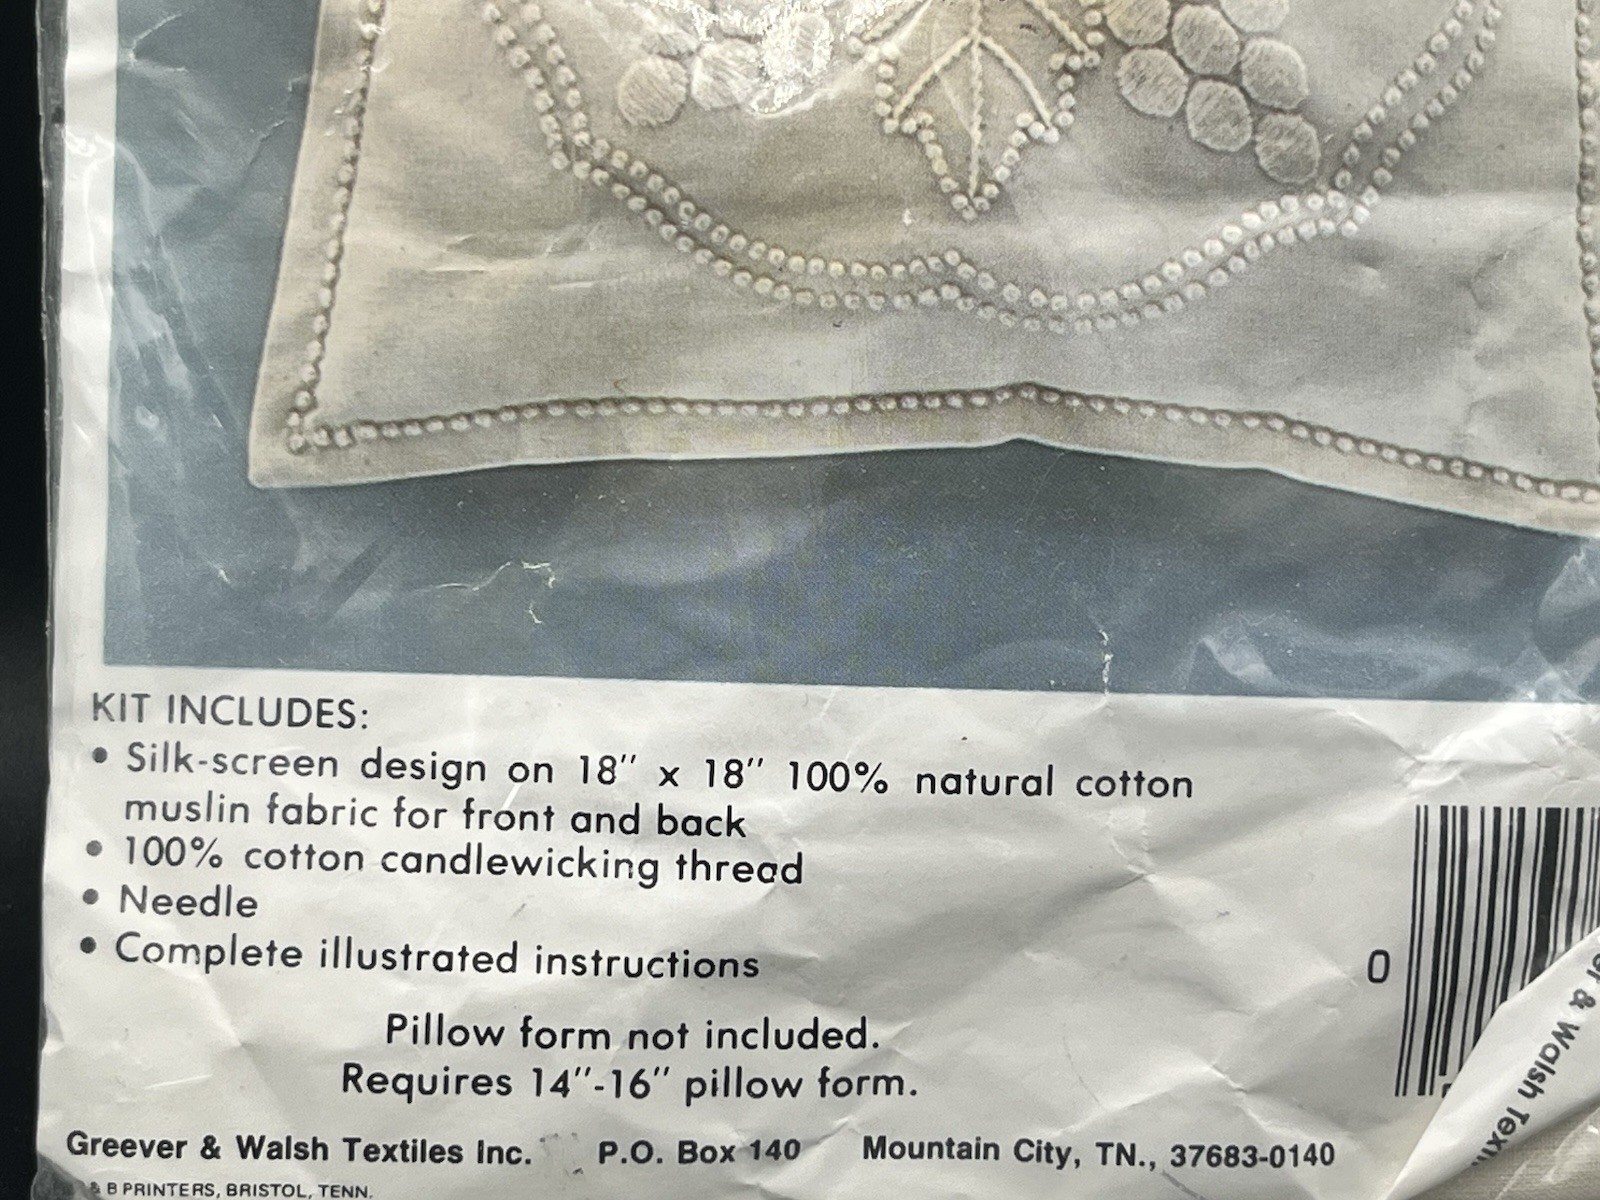 KIT INCLUDES:
• Silk-screen design on 18" x 18" 100% natural cotton
muslin fabric for front and back
• 100% cotton candlewicking thread
• Needle
• Complete illustrated instructions
Pillow form not included.
Requires 14"-16" pillow form.
0
& Walsh
Greever & Walsh Textiles Inc. P.O. Box 140 Mountain City, TN., 37683-0140
& B PRINTERS, BRISTOL, TENN.